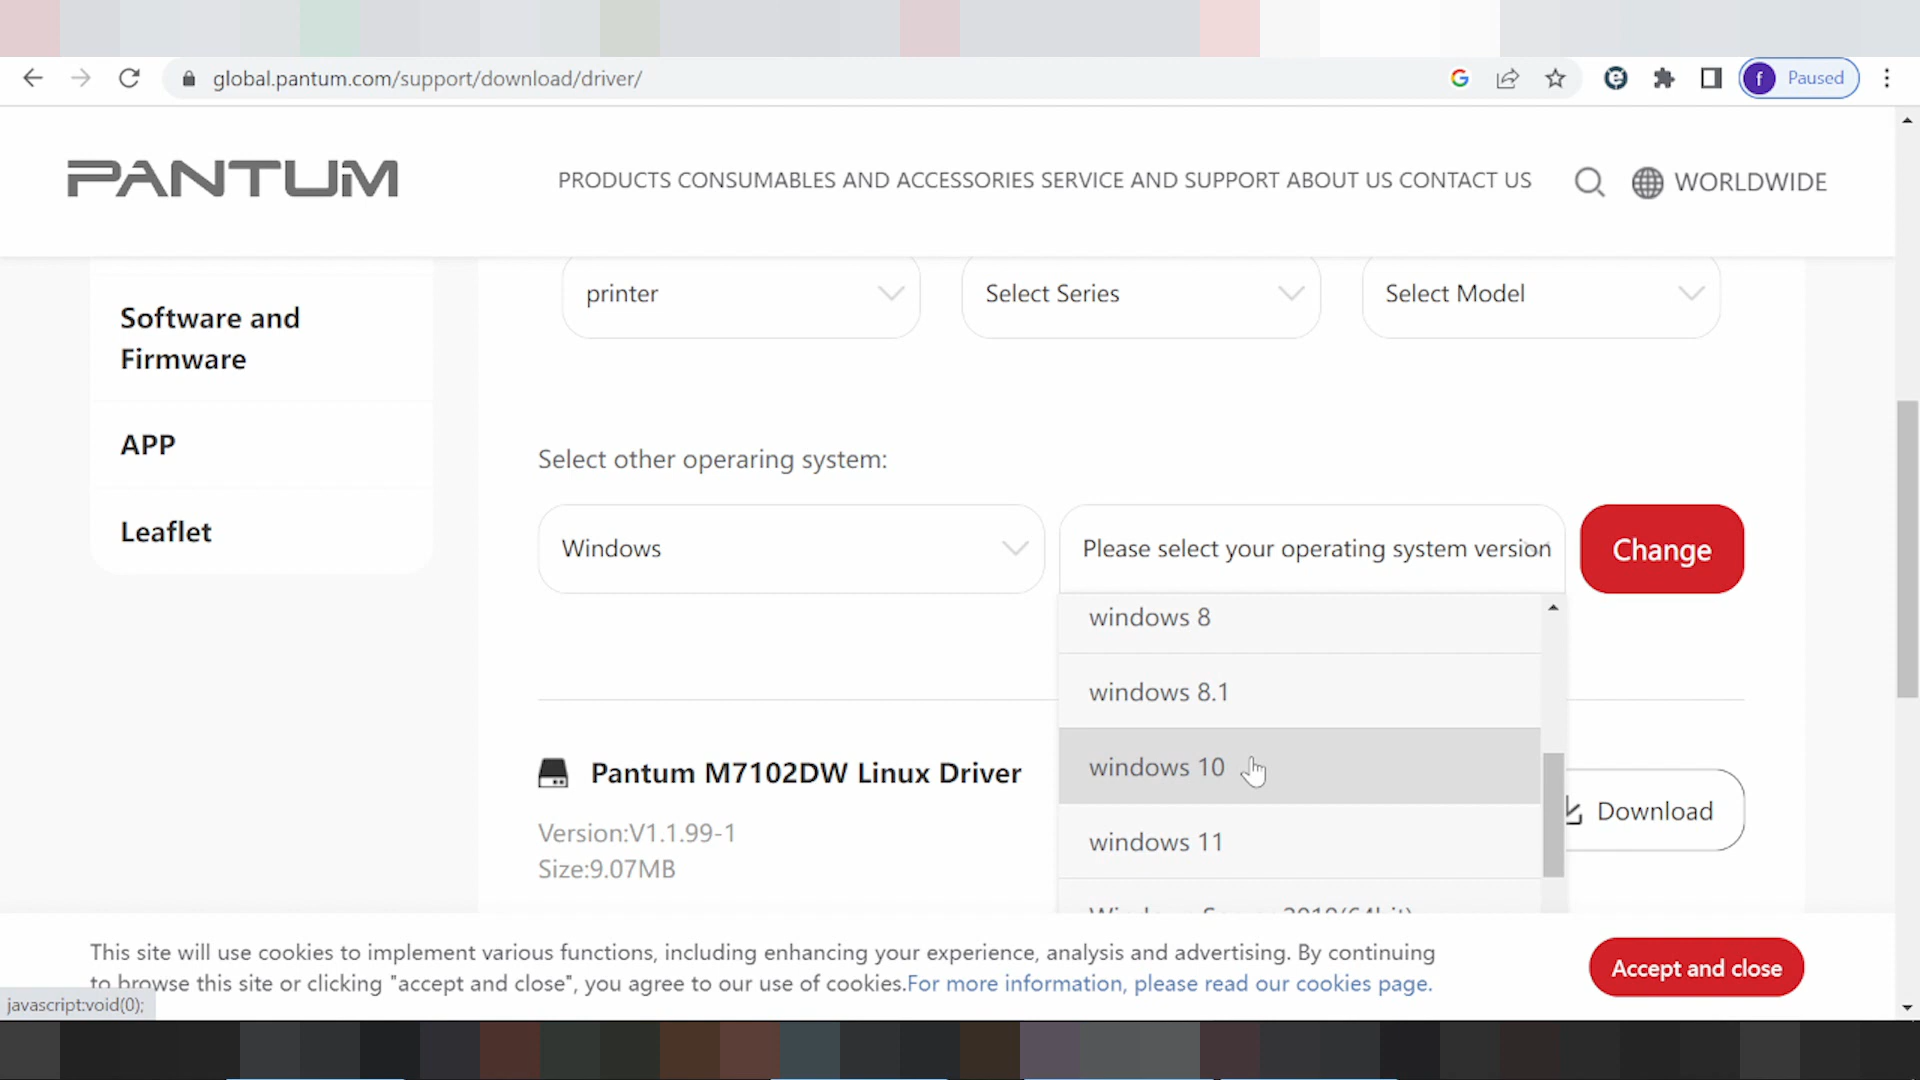 global.pantum.com/support/download/driver/
f Paused
PANTUM
PRODUCTS CONSUMABLES AND ACCESSORIES SERVICE AND SUPPORT ABOUT US CONTACT US
WORLDWIDE
printer
Select Series
Select Model
Software and
Firmware
APP
Leaflet
Select other operaring system:
Windows
Please select your operating system version
Change
windows 8
windows 8.1
windows 10
windows 11
Pantum M7102DW Linux Driver
Version:V1.1.99-1
Size:9.07MB
Download
This site will use cookies to implement various functions, including enhancing your experience, analysis and advertising. By continuing
to browse this site or clicking "accept and close", you agree to our use of cookies.For more information, please read our cookies page.
Accept and close
javascript:void(0);